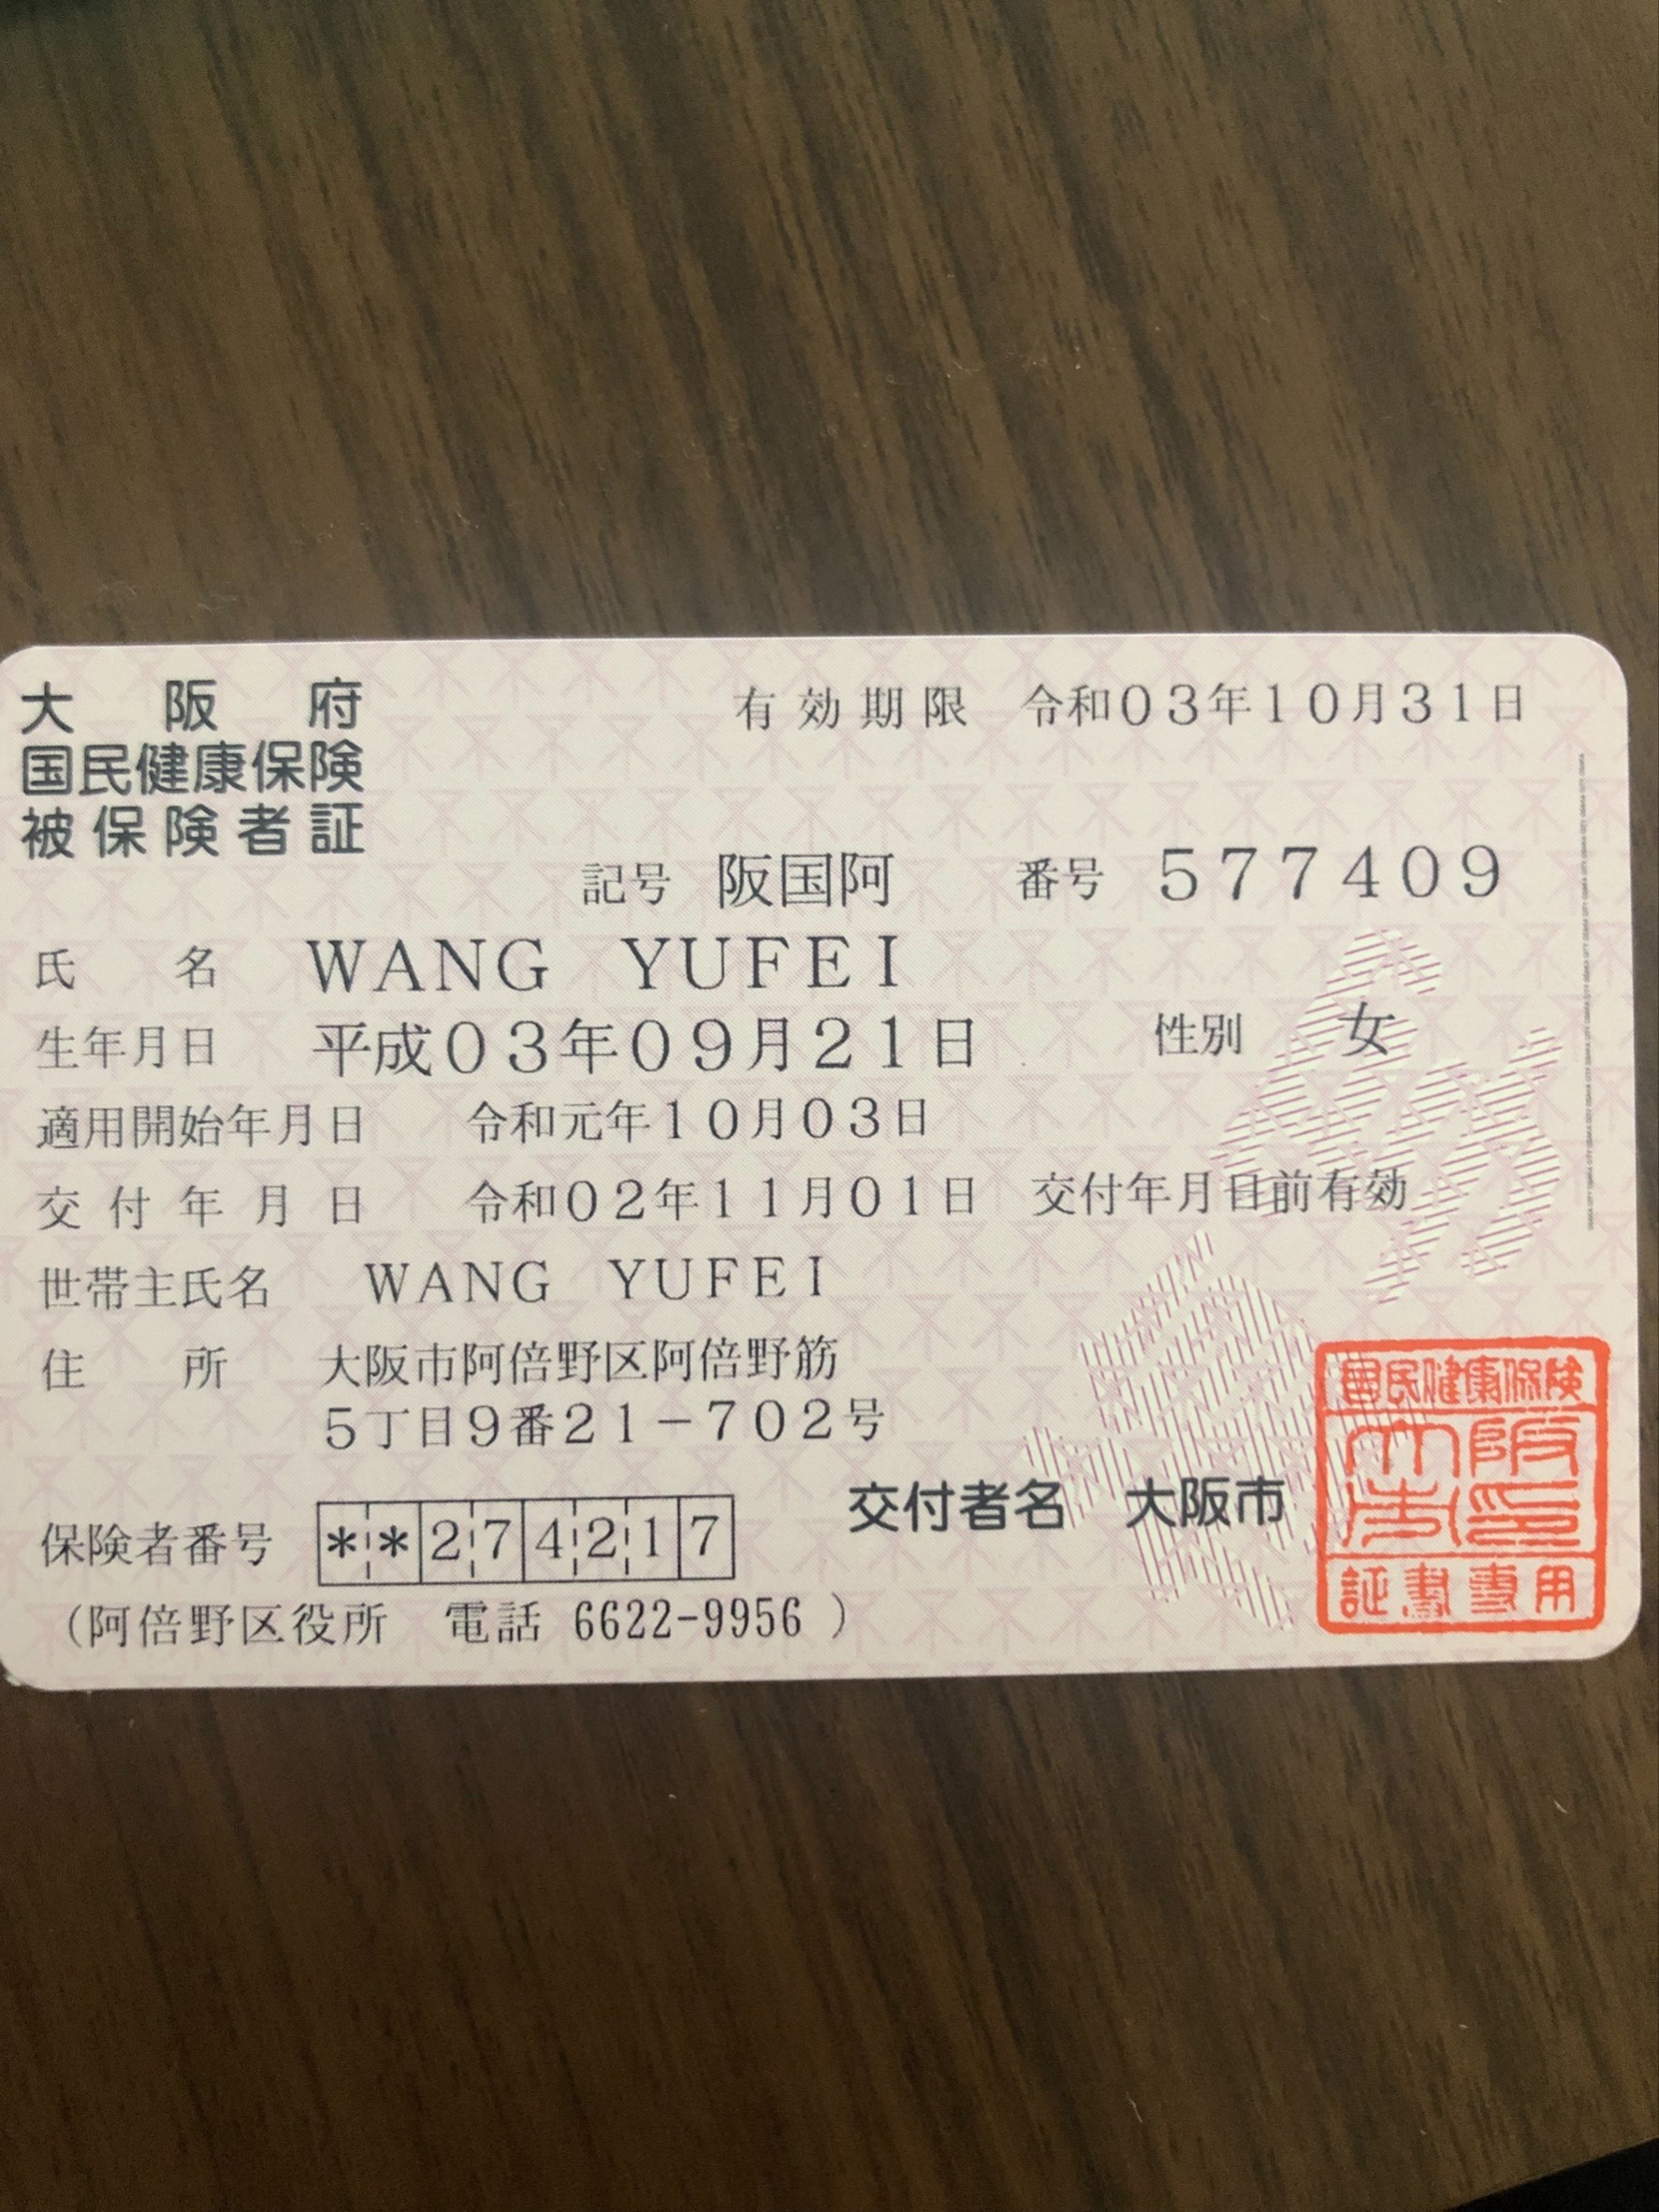 大阪府
国民健康保険
被保険者証
有効期限 令和03年10月31日
記号 阪国阿 番号 577409
氏名 WANG YUFEI
生年月日 平成03年09月21日 性別 女
適用開始年月日 令和元年10月03日
交付年月日 令和02年11月01日 交付年月日前有効
世帯主氏名 WANG YUFEI
住所 大阪市阿倍野区阿倍野筋
5丁目9番21-702号
保険者番号 **274217
交付者名 大阪市
(阿倍野区役所 電話 6622-9956 )
国民健康保険
大阪
市印
証書専用